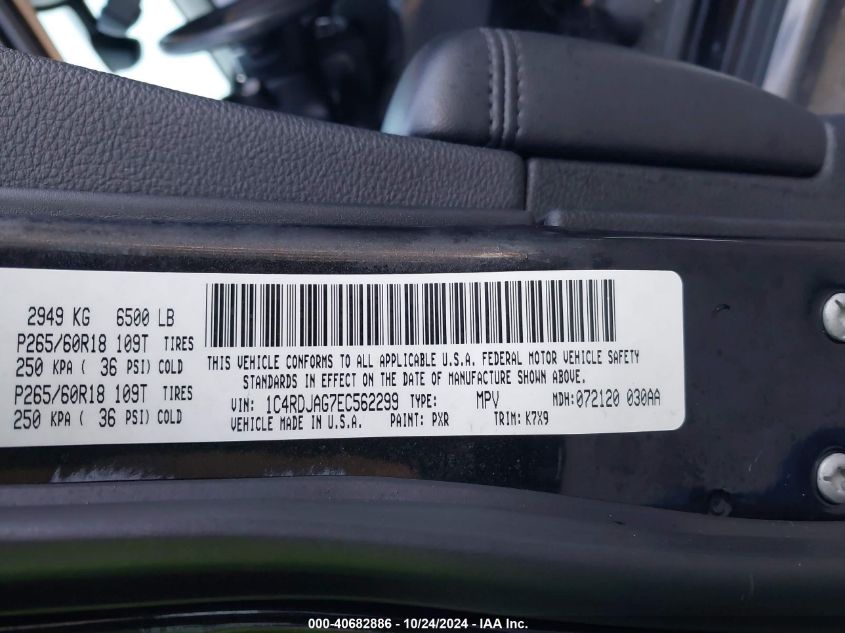 2949 KG 6500 LB
P265/60R18 109T TIRES
250 KPA ( 36 PSI) COLD
P265/60R18 109T TIRES
250 KPA ( 36 PSI) COLD
THIS VEHICLE CONFORMS TO ALL APPLICABLE U.S.A. FEDERAL MOTOR VEHICLE SAFETY
STANDARDS IN EFFECT ON THE DATE OF MANUFACTURE SHOWN ABOVE.
VIN: 1C4RDJAG7EC562299 TYPE: MPV MDH: 072120 030AA
VEHICLE MADE IN U.S.A. PAINT: PXR TRIM: K7X9
000-40682886 - 10/24/2024 - IAA Inc.